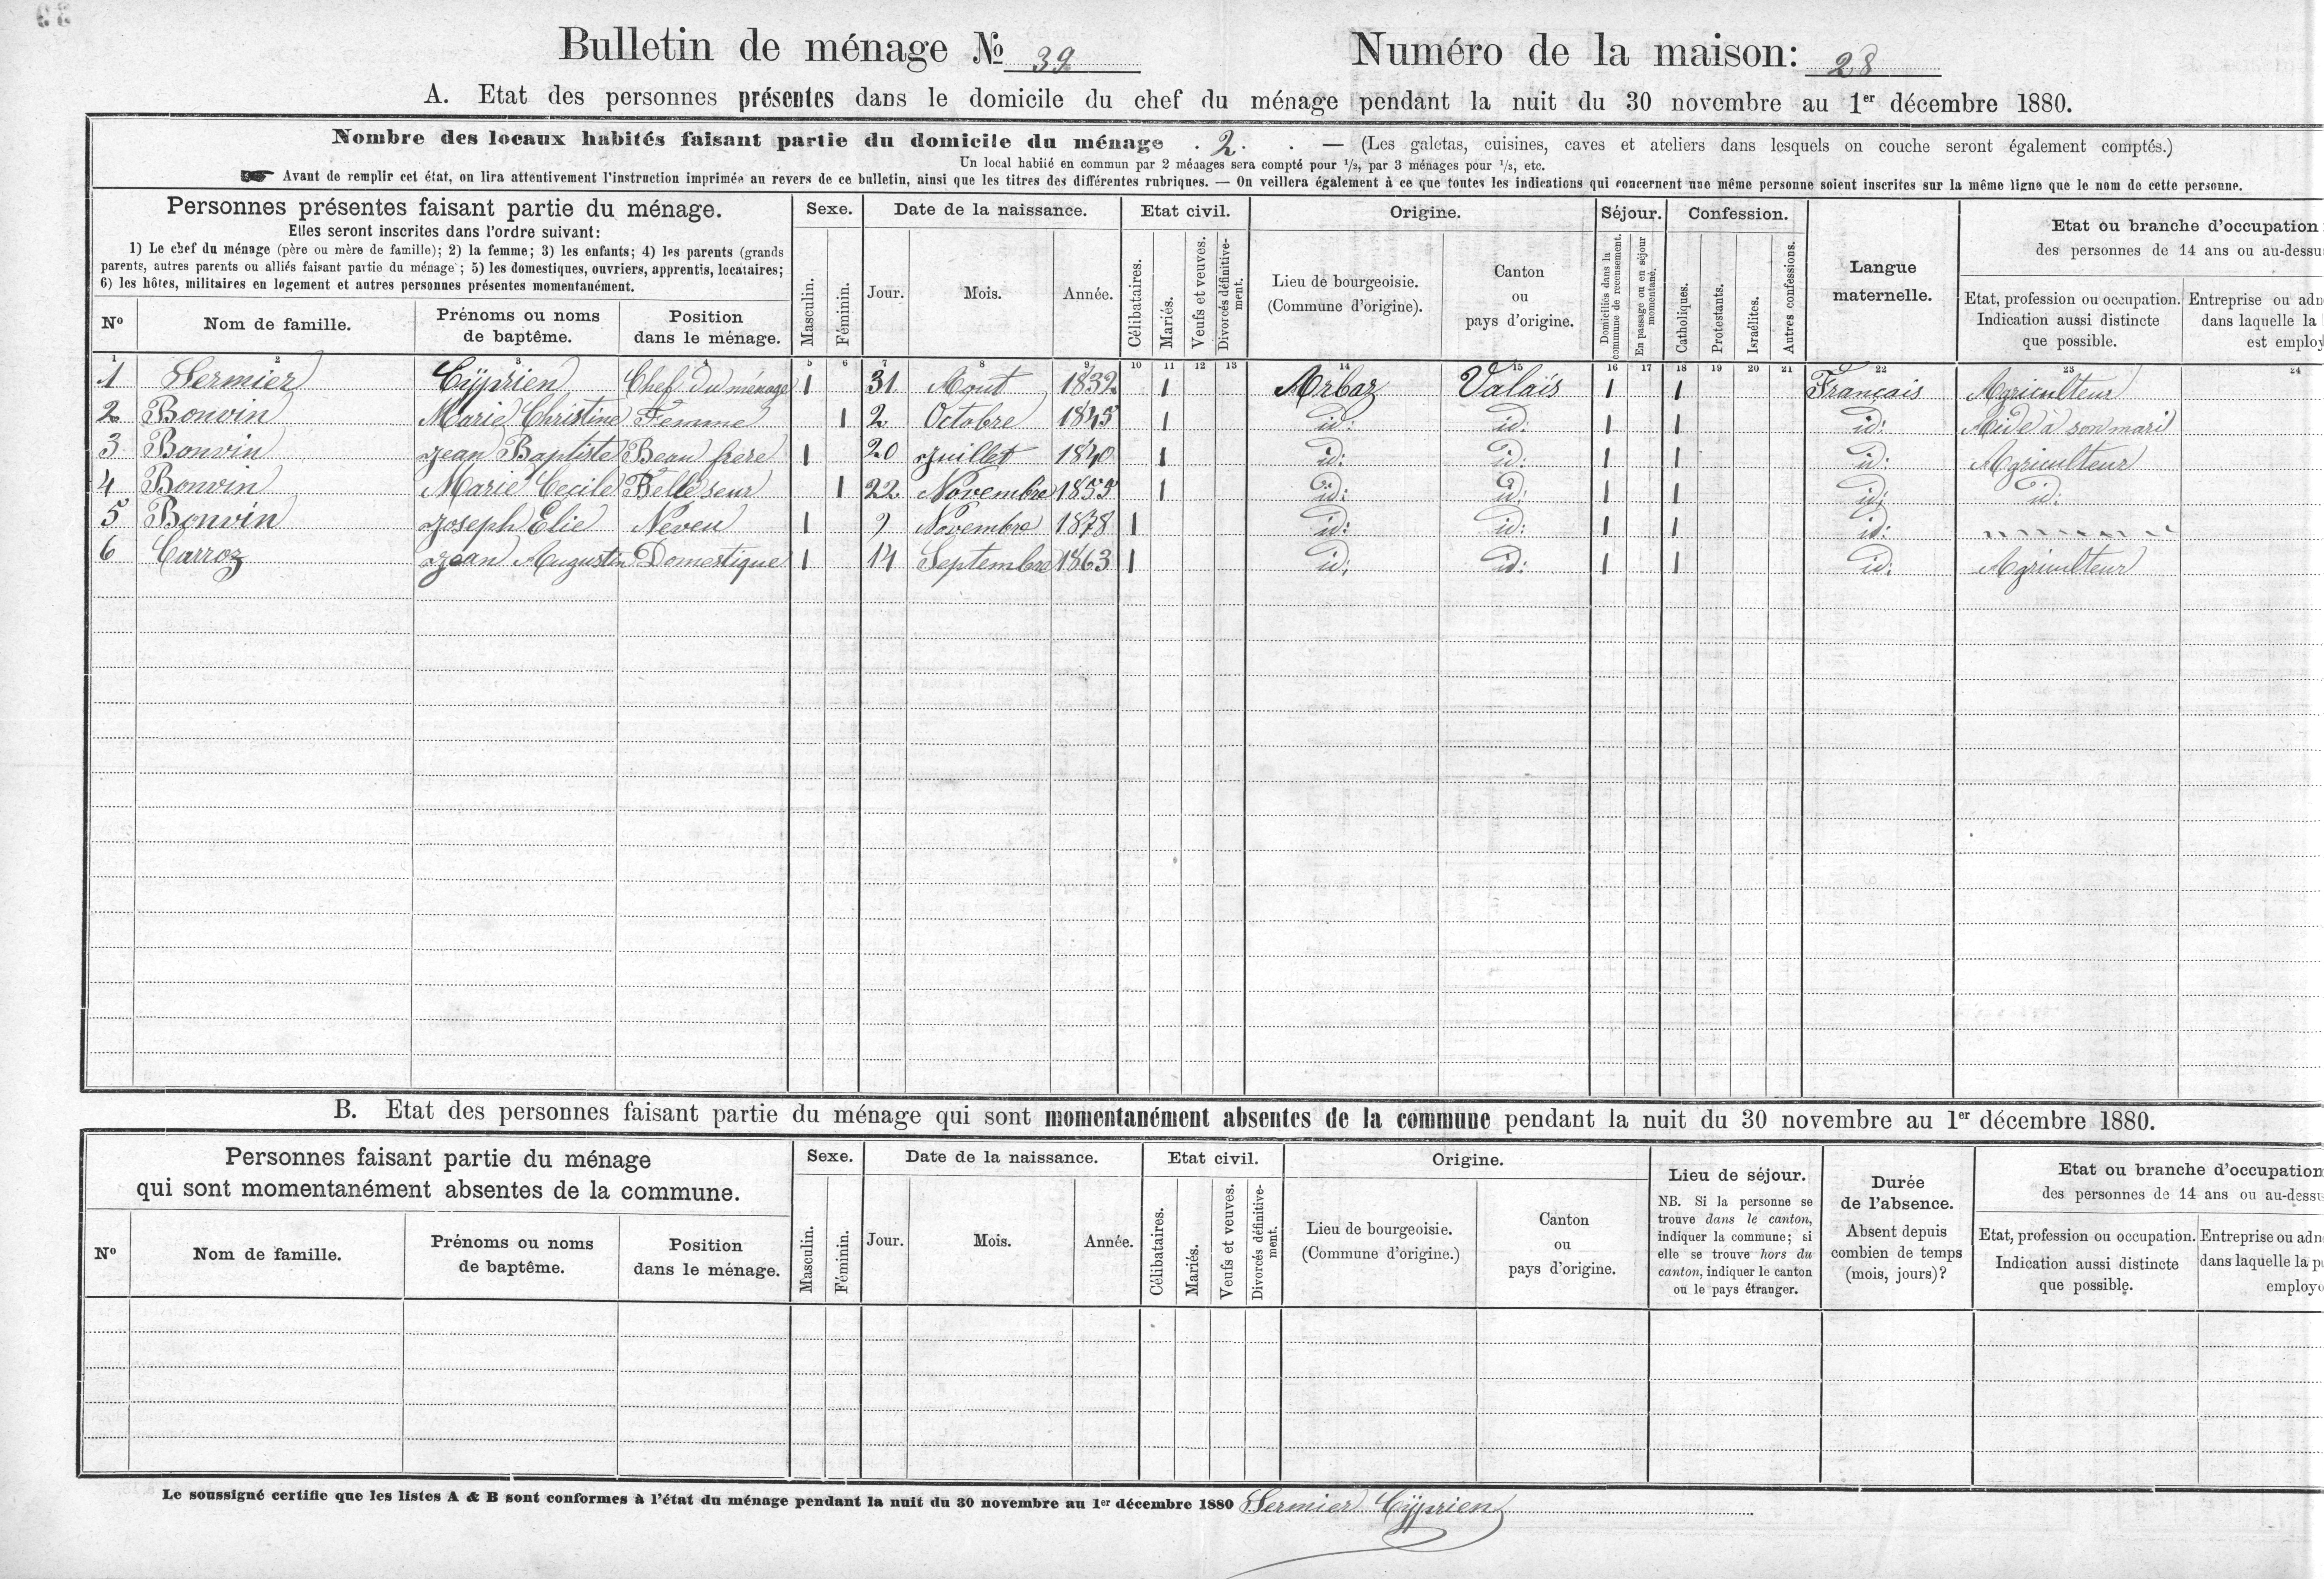 Bulletin de ménage № 39
Numéro de la maison: 28
A. Etat des personnes présentes dans le domicile du chef du ménage pendant la nuit du 30 novembre au 1er décembre 1880.
Nombre des locaux habités faisant partie du domicile du ménage . 2 . . — (Les galetas, cuisines, caves et ateliers dans lesquels on couche seront également comptés.)
Un local habité en commun par 2 ménages sera compté pour 1/2, par 3 ménages pour 1/3, etc.
Avant de remplir cet état, on lira attentivement l'instruction imprimée au revers de ce bulletin, ainsi que les titres des différentes rubriques. — On veillera également à ce que toutes les indications qui concernent une même personne soient inscrites sur la même ligne que le nom de cette personne.
Personnes présentes faisant partie du ménage. Sexe. Date de la naissance. Etat civil. Origine. Séjour. Confession. Langue maternelle. Etat ou branche d'occupation
Elles seront inscrites dans l'ordre suivant:
1) Le chef du ménage (père ou mère de famille); 2) la femme; 3) les enfants; 4) les parents (grands
parents, autres parents ou alliés faisant partie du ménage; 5) les domestiques, ouvriers, apprentis, locataires;
6) les hôtes, militaires en logement et autres personnes présentes momentanément.
des personnes de 14 ans ou au-dessu
Nº Nom de famille. Prénoms ou noms de baptême. Position dans le ménage. Masculin. Féminin. Jour. Mois. Année. Célibataires. Mariés. Veufs et veuves. Divorcés définitive-ment. Lieu de bourgeoisie. (Commune d'origine). Canton ou pays d'origine. Domiciliés dans la commune de recensement. En passage ou en séjour momentané. Catholiques. Protestants. Israélites. Autres confessions. Etat, profession ou occupation. Indication aussi distincte que possible. Entreprise ou adn dans laquelle la est employ
1 2 3 4 5 6 7 8 9 10 11 12 13 14 15 16 17 18 19 20 21 22 23 24
1 Sermier Cÿprien Chef du ménage 1 31 Aout 1832 1 Arbaz Valais 1 1 Français Agriculteur
2 Bonvin Marie Christine Femme 1 2 Octobre 1845 1 id: id: 1 1 id: Aide à son mari
3 Bonvin Jean Baptiste Beau frere 1 20 Juillet 1840 1 id: id: 1 1 id: Agriculteur
4 Bonvin Marie Cecile Belle seur 1 22 Novembre 1855 1 id: id: 1 1 id: id:
5 Bonvin Joseph Elie Neveu 1 Novembre 1878 1 id: id: 1 1 id:
6 Carroz Jean Augustin Domestique 1 14 Septembre 1863 1 id: id: 1 1 id: Agriculteur
B. Etat des personnes faisant partie du ménage qui sont momentanément absentes de la commune pendant la nuit du 30 novembre au 1er décembre 1880.
Personnes faisant partie du ménage qui sont momentanément absentes de la commune. Sexe. Date de la naissance. Etat civil. Origine. Lieu de séjour. Durée de l'absence. Etat ou branche d'occupation
des personnes de 14 ans ou au-dessu
NB. Si la personne se trouve dans le canton, indiquer la commune; si elle se trouve hors du canton, indiquer le canton ou le pays étranger.
Absent depuis combien de temps (mois, jours)?
Nº Nom de famille. Prénoms ou noms de baptême. Position dans le ménage. Masculin. Féminin. Jour. Mois. Année. Célibataires. Mariés. Veufs et veuves. Divorcés définitive-ment. Lieu de bourgeoisie. (Commune d'origine.) Canton ou pays d'origine. Etat, profession ou occupation. Indication aussi distincte que possible. Entreprise ou adn dans laquelle la p employ
Le soussigné certifie que les listes A & B sont conformes à l'état du ménage pendant la nuit du 30 novembre au 1er décembre 1880 Sermier Cÿprien